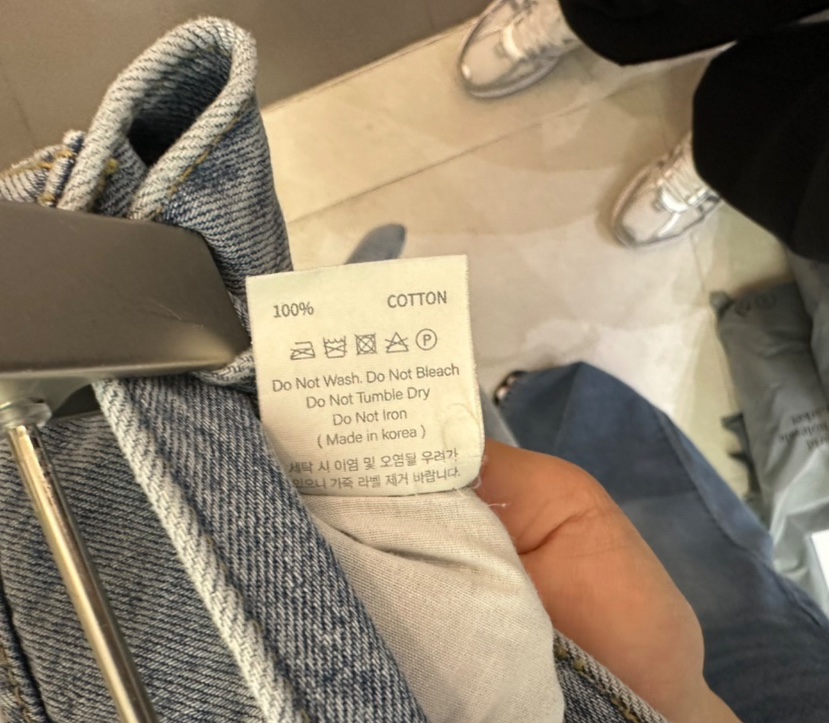 100% COTTON
P
Do Not Wash. Do Not Bleach
Do Not Tumble Dry
Do Not Iron
( Made in korea )
세탁 시 이염 및 오염될 우려가
있으니 가죽 라벨 제거 바랍니다.